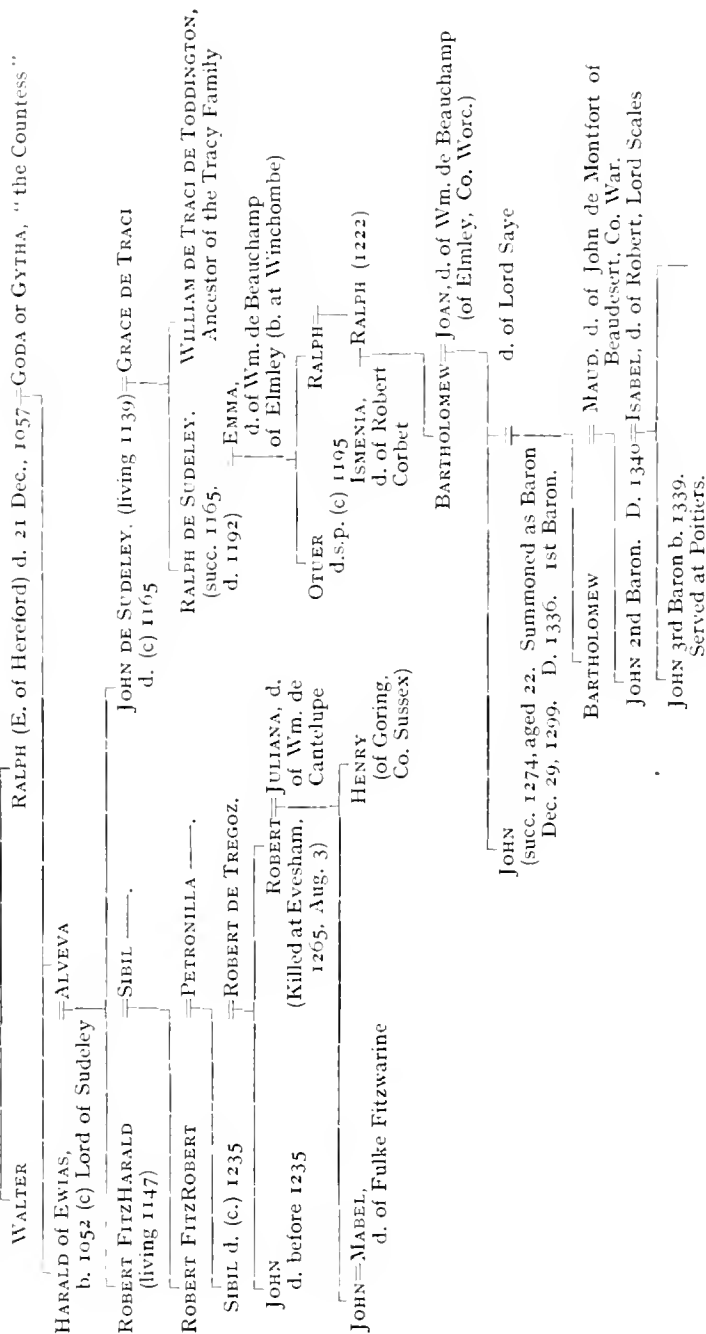 WALTER
RALPH (E. of Hereford) d. 21 Dec., 1057=GODA or GYTHA, "the Countess"
HARALD of EWIAS,
b. 1052 (c) Lord of Sudeley
=ALVEVA
ROBERT FITZHARALD
(living 1147)
=SIBIL ——.
JOHN DE SUDELEY, (living 1139)=GRACE DE TRACI
d. (c) 1165
ROBERT FITZROBERT
=PETRONILLA ——.
RALPH DE SUDELEY.
(succ. 1165,
d. 1192)
WILLIAM DE TRACI DE TODDINGTON,
Ancestor of the Tracy Family
EMMA,
d. of Wm. de Beauchamp
of Elmley (b. at Winchombe)
SIBIL d. (c.) 1235
=ROBERT DE TREGOZ.
OTUER
d.s.p. (c) 1195
RALPH
JOHN
d. before 1235
ROBERT=JULIANA, d.
of Wm. de
Cantelupe
(Killed at Evesham,
1265, Aug. 3)
ISMENIA,
d. of Robert
Corbet
RALPH (1222)
JOHN=MABEL,
d. of Fulke Fitzwarine
HENRY
(of Goring,
Co. Sussex)
BARTHOLOMEW=JOAN, d. of Wm. de Beauchamp
(of Elmley, Co. Worc.)
JOHN
(succ. 1274, aged 22. Summoned as Baron
Dec. 29, 1299. D. 1336. 1st Baron.
d. of Lord Saye
BARTHOLOMEW
=MAUD, d. of John de Montfort of
Beaudesert, Co. War.
JOHN 2nd Baron. D. 1340=ISABEL, d. of Robert, Lord Scales
JOHN 3rd Baron b. 1339.
Served at Poitiers.